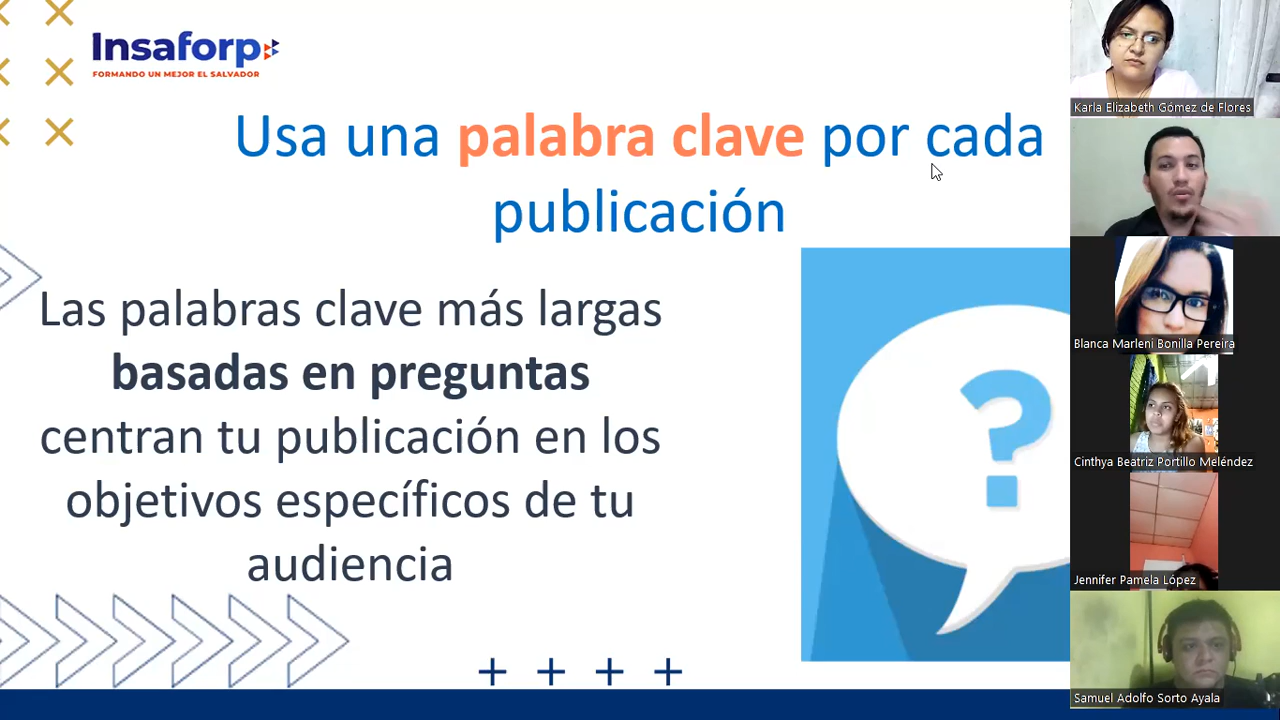 Insaforp
FORMANDO UN MEJOR EL SALVADOR
Usa una palabra clave por cada
publicación
Las palabras clave más largas
basadas en preguntas
centran tu publicación en los
objetivos específicos de tu
audiencia
?
Karla Elizabeth Gómez de Flores
Blanca Marleni Bonilla Pereira
Cinthya Beatriz Portillo Meléndez
Jennifer Pamela López
Samuel Adolfo Sorto Ayala